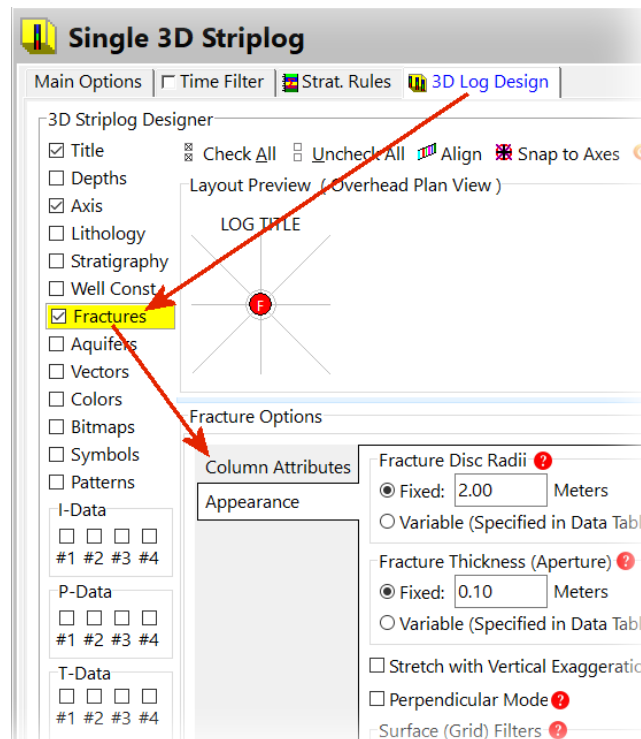 Single 3D Striplog
Main Options Time Filter Strat. Rules 3D Log Design
3D Striplog Designer
Title
Depths
Axis
Lithology
Stratigraphy
Well Const.
Fractures
Aquifers
Vectors
Colors
Bitmaps
Symbols
Patterns
I-Data
#1 #2 #3 #4
P-Data
#1 #2 #3 #4
T-Data
#1 #2 #3 #4
Check All Uncheck All Align Snap to Axes
Layout Preview ( Overhead Plan View )
LOG TITLE
F
Fracture Options
Column Attributes
Appearance
Fracture Disc Radii ?
Fixed: 2.00 Meters
Variable (Specified in Data Tabl
Fracture Thickness (Aperture) ?
Fixed: 0.10 Meters
Variable (Specified in Data Tab
Stretch with Vertical Exaggeratio
Perpendicular Mode ?
Surface (Grid) Filters ?